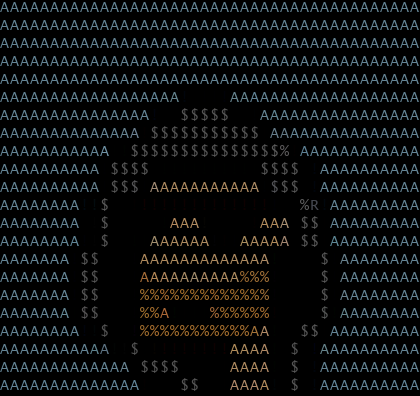 AAAAAAAAAAAAAAAAAAAAAAAAAAAAAAAAAAAAAAAAAA
AAAAAAAAAAAAAAAAAAAAAAAAAAAAAAAAAAAAAAAAAA
AAAAAAAAAAAAAAAAAAAAAAAAAAAAAAAAAAAAAAAAAA
AAAAAAAAAAAAAAAAAAAAAAAAAAAAAAAAAAAAAAAAAA
AAAAAAAAAAAAAAAAAAAAAAAAAAAAAAAAAAAAAAAAAA
AAAAAAAAAAAAAAAAAA     AAAAAAAAAAAAAAAAAAA
AAAAAAAAAAAAAAA   $$$$$   AAAAAAAAAAAAAAAA
AAAAAAAAAAAAAA $$$$$$$$$$$ AAAAAAAAAAAAAAA
AAAAAAAAAAA  $$$$$$$$$$$$$$$% AAAAAAAAAAAA
AAAAAAAAAA $$$$           $$$$  AAAAAAAAAA
AAAAAAAAAA $$$ AAAAAAAAAAA $$$  AAAAAAAAAA
AAAAAAAA  $                   %R AAAAAAAAA
AAAAAAAA  $      AAA      AAA $$ AAAAAAAAA
AAAAAAAA  $    AAAAAA   AAAAA $$ AAAAAAAAA
AAAAAAA $$    AAAAAAAAAAAAA     $AAAAAAAAA
AAAAAAA $$    AAAAAAAAAA%%%     $AAAAAAAAA
AAAAAAA $$    %%%%%%%%%%%%%     $AAAAAAAAA
AAAAAAA $$    %%A    %%%%%%     $AAAAAAAAA
AAAAAAAA  $   %%%%%%%%%%%AA   $$ AAAAAAAAA
AAAAAAAAAAA  $         AAAA  $  AAAAAAAAAA
AAAAAAAAAAAAA $$$$     AAAA  $  AAAAAAAAAA
AAAAAAAAAAAAAA    $$   AAAA  $  AAAAAAAAAA